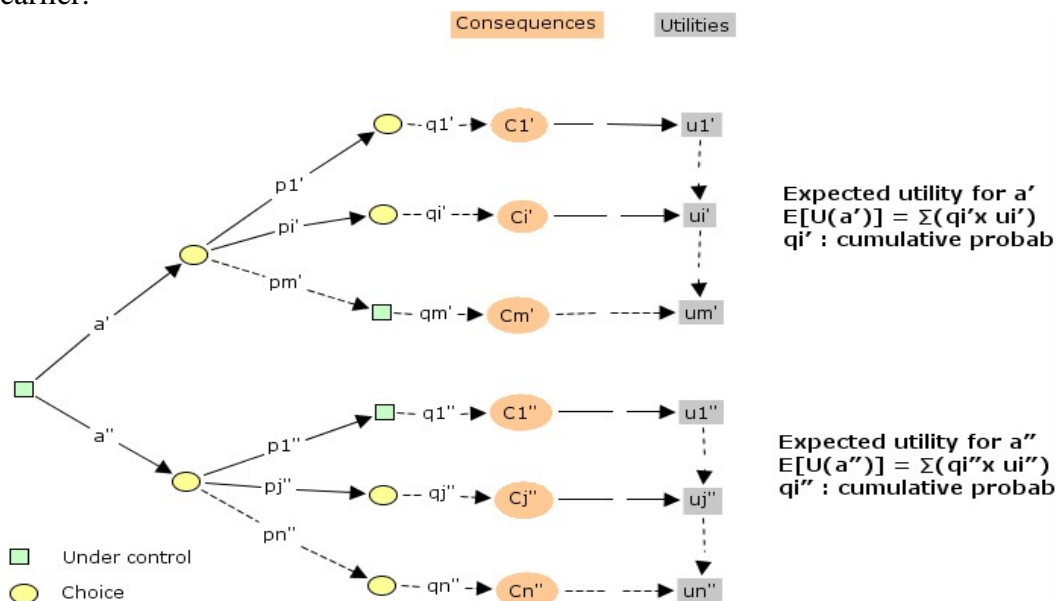 earlier.
Consequences Utilities
q1' C1' u1'
p1'
pi' qi' Ci' ui'
pm'
qm' Cm' um'
a'
Expected utility for a′
E[U(a′)] = Σ(qi′x ui′)
qi′ : cumulative probab
a"
p1" q1" C1" u1"
pj" qj" Cj" uj"
pn"
qn" Cn" un"
Expected utility for a″
E[U(a″)] = Σ(qi″x ui″)
qi″ : cumulative probab
Under control
Choice